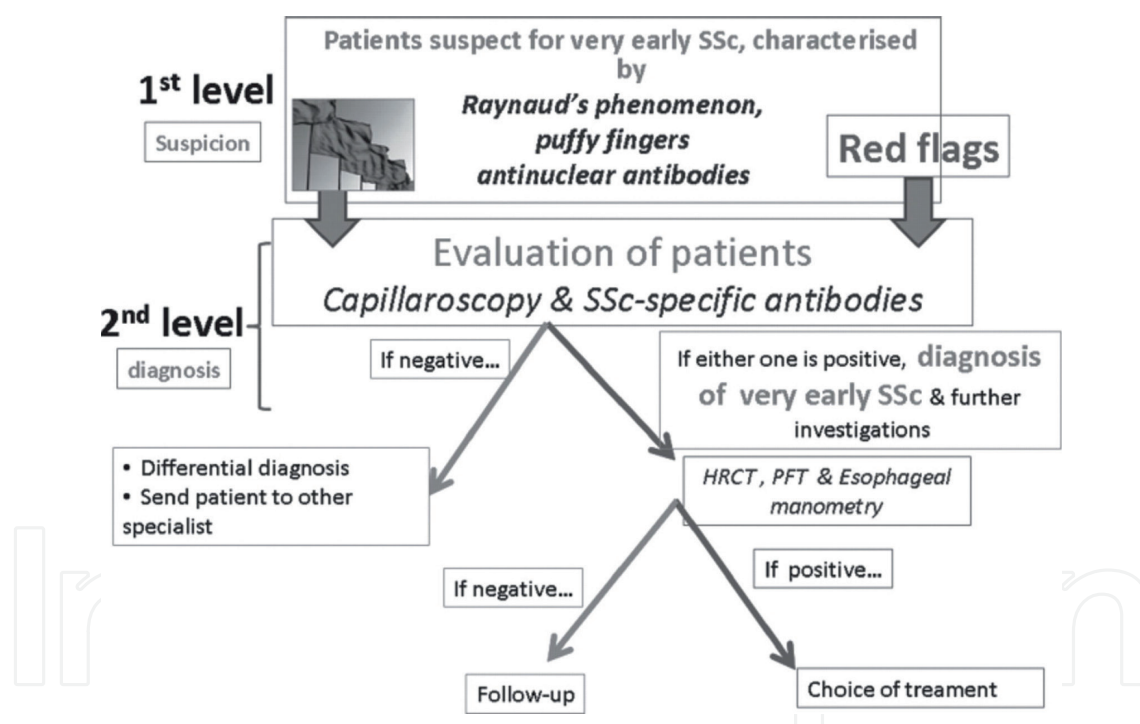 Patients suspect for very early SSc, characterised
by
1st level
Suspicion
Raynaud's phenomenon,
puffy fingers
antinuclear antibodies
Red flags
Evaluation of patients
Capillaroscopy & SSc-specific antibodies
2nd level
diagnosis
If negative...
If either one is positive, diagnosis
of very early SSc & further
investigations
• Differential diagnosis
• Send patient to other
specialist
HRCT, PFT & Esophageal
manometry
If negative...
If positive...
Follow-up
Choice of treament